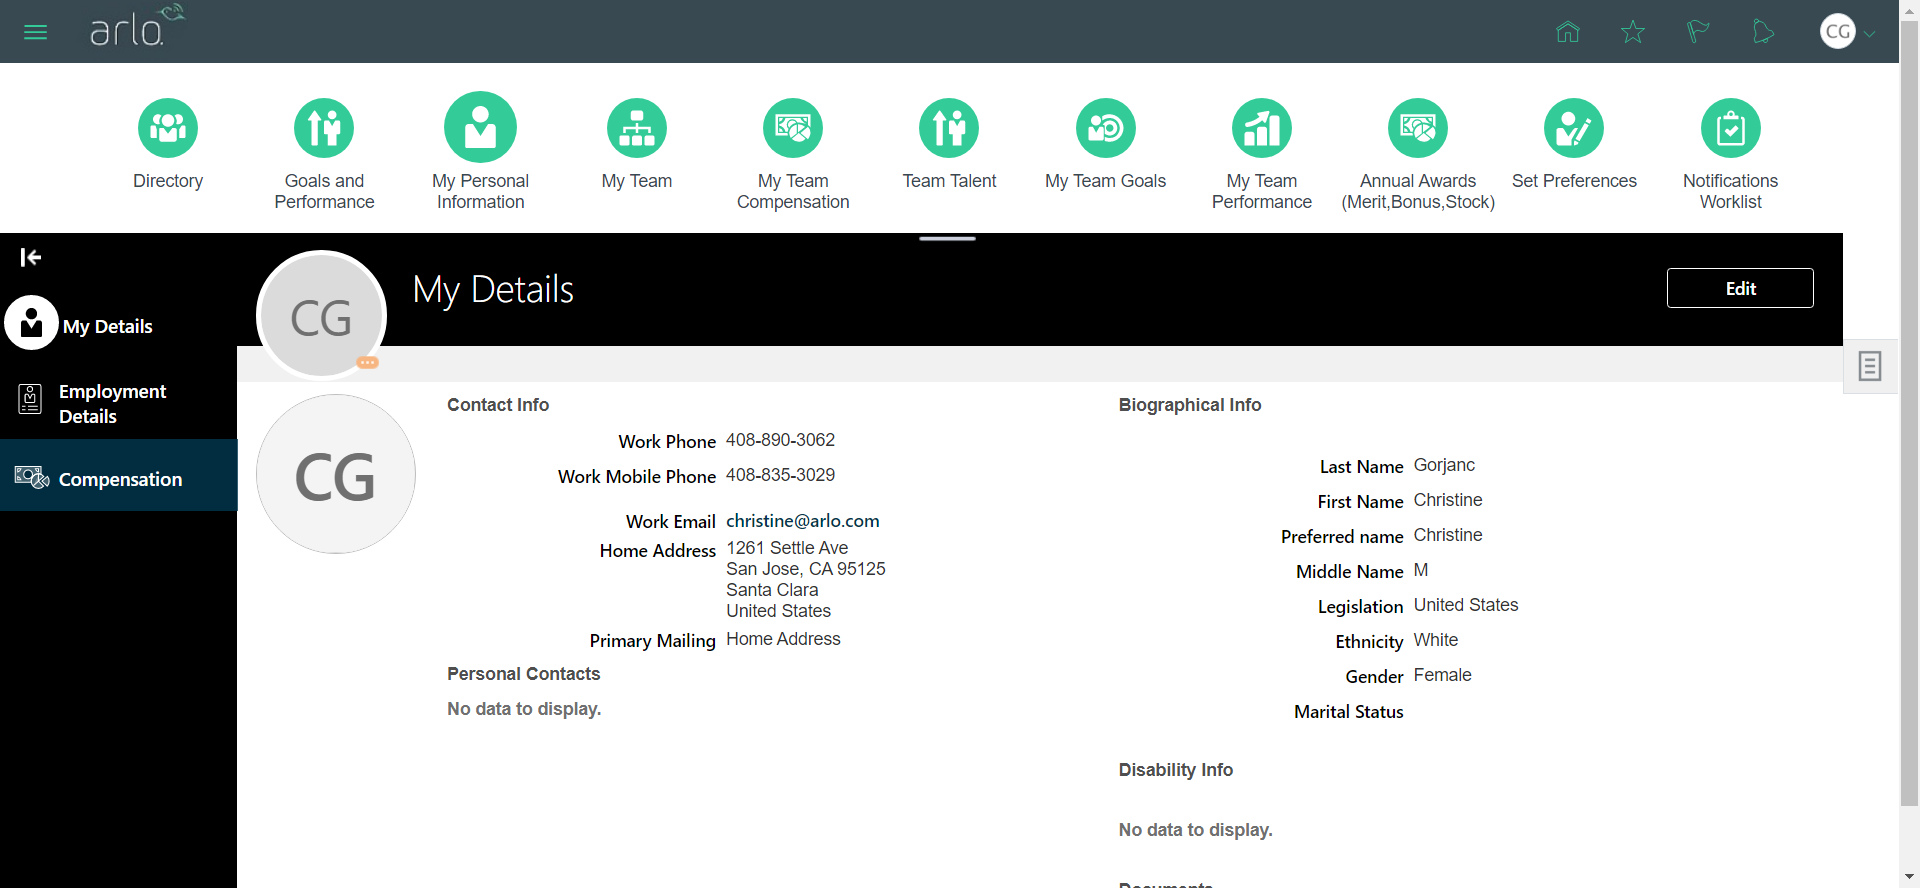 arlo
CG
Directory
Goals and
Performance
My Personal
Information
My Team
My Team
Compensation
Team Talent
My Team Goals
My Team
Performance
Annual Awards
(Merit,Bonus,Stock)
Set Preferences
Notifications
Worklist
CG
My Details
Edit
My Details
Employment
Details
Compensation
CG
Contact Info
Work Phone 408-890-3062
Work Mobile Phone 408-835-3029
Work Email christine@arlo.com
Home Address 1261 Settle Ave
San Jose, CA 95125
Santa Clara
United States
Primary Mailing Home Address
Personal Contacts
No data to display.
Biographical Info
Last Name Gorjanc
First Name Christine
Preferred name Christine
Middle Name M
Legislation United States
Ethnicity White
Gender Female
Marital Status
Disability Info
No data to display.